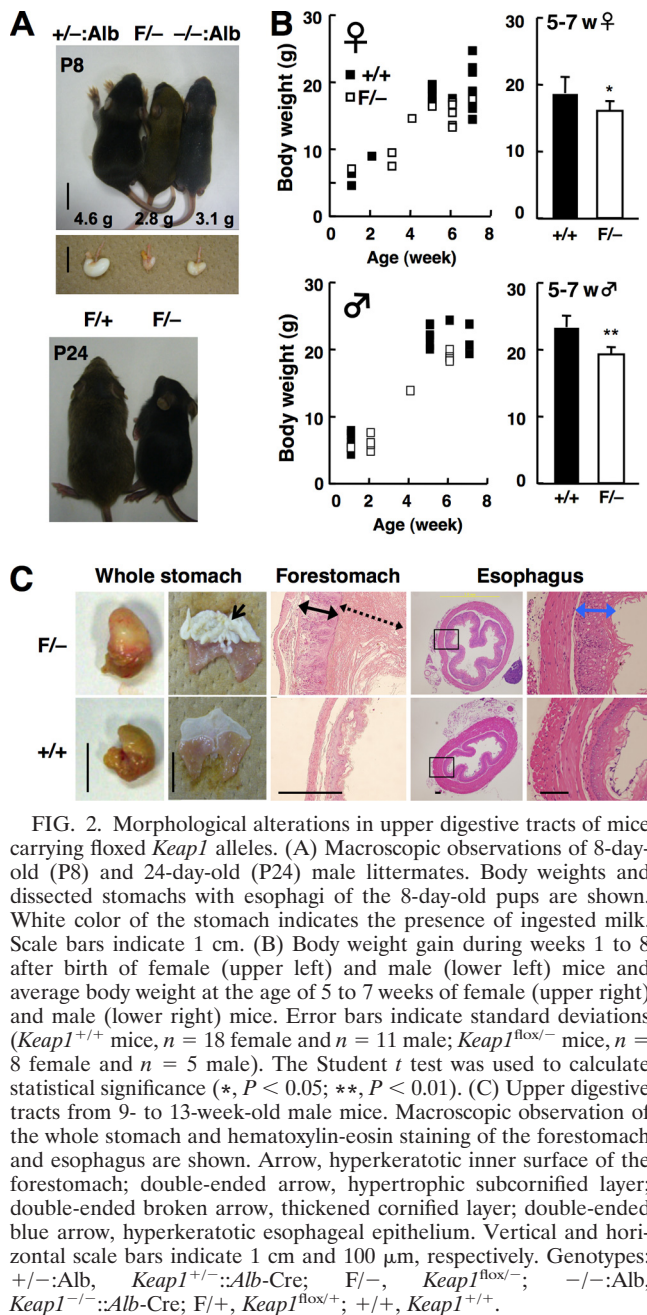 A
+/–:Alb F/– –/–:Alb
P8
4.6 g 2.8 g 3.1 g
F/+ F/–
P24
B
Body weight (g)
30
20
10
0
♀
■ +/+
□ F/–
0 2 4 6 8
Age (week)
5-7 w♀
30
20
10
0
*
+/+ F/–
Body weight (g)
30
20
10
0
♂
0 2 4 6 8
Age (week)
5-7 w♂
30
20
10
0
**
+/+ F/–
C
Whole stomach Forestomach Esophagus
F/–
+/+
FIG. 2. Morphological alterations in upper digestive tracts of mice
carrying floxed Keap1 alleles. (A) Macroscopic observations of 8-day-
old (P8) and 24-day-old (P24) male littermates. Body weights and
dissected stomachs with esophagi of the 8-day-old pups are shown.
White color of the stomach indicates the presence of ingested milk.
Scale bars indicate 1 cm. (B) Body weight gain during weeks 1 to 8
after birth of female (upper left) and male (lower left) mice and
average body weight at the age of 5 to 7 weeks of female (upper right)
and male (lower right) mice. Error bars indicate standard deviations
(Keap1+/+ mice, n = 18 female and n = 11 male; Keap1flox/− mice, n =
8 female and n = 5 male). The Student t test was used to calculate
statistical significance (*, P < 0.05; **, P < 0.01). (C) Upper digestive
tracts from 9- to 13-week-old male mice. Macroscopic observation of
the whole stomach and hematoxylin-eosin staining of the forestomach
and esophagus are shown. Arrow, hyperkeratotic inner surface of the
forestomach; double-ended arrow, hypertrophic subcornified layer;
double-ended broken arrow, thickened cornified layer; double-ended
blue arrow, hyperkeratotic esophageal epithelium. Vertical and hori-
zontal scale bars indicate 1 cm and 100 μm, respectively. Genotypes:
+/−:Alb, Keap1+/−::Alb-Cre; F/−, Keap1flox/−; −/−:Alb,
Keap1−/−::Alb-Cre; F/+, Keap1flox/+; +/+, Keap1+/+.